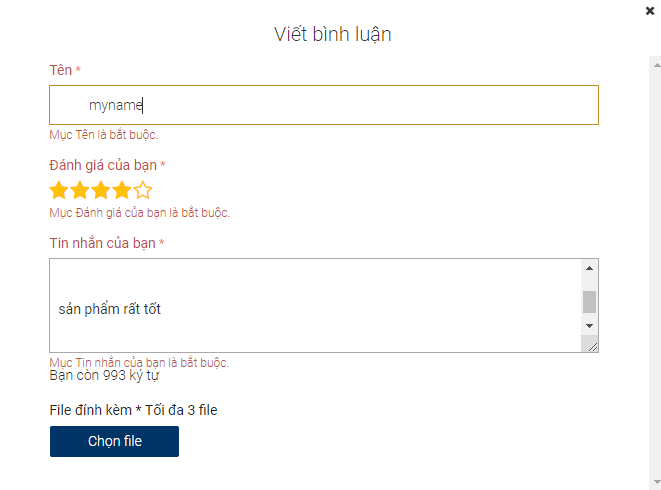 Viết bình luận
Tên *
myname
Mục Tên là bắt buộc.
Đánh giá của bạn *
Mục Đánh giá của bạn là bắt buộc.
Tin nhắn của bạn *
sản phẩm rất tốt
Mục Tin nhắn của bạn là bắt buộc.
Bạn còn 993 ký tự
File đính kèm * Tối đa 3 file
Chọn file